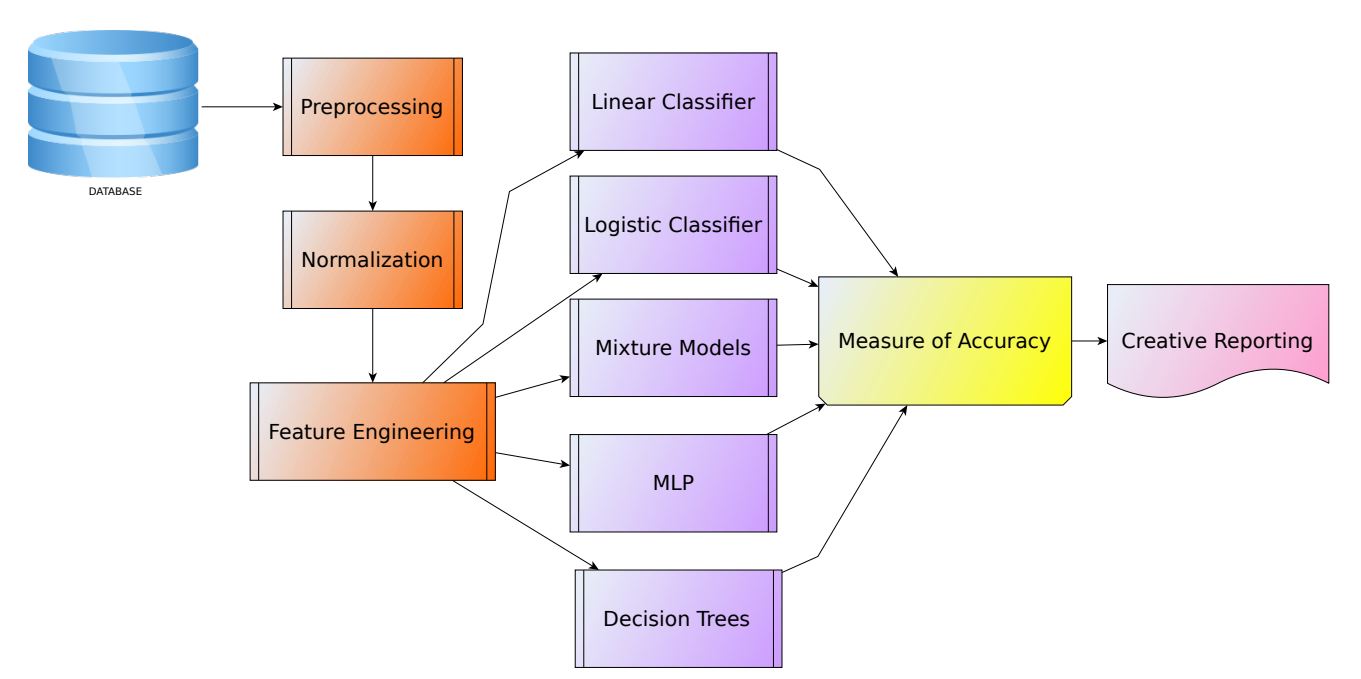 DATABASE
Preprocessing
Normalization
Feature Engineering
Linear Classifier
Logistic Classifier
Mixture Models
MLP
Decision Trees
Measure of Accuracy
Creative Reporting